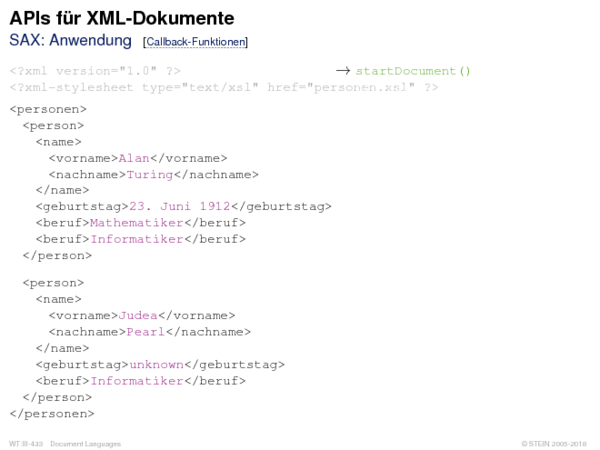 APIs für XML-Dokumente
SAX: Anwendung [Callback-Funktionen]
<?xml version="1.0" ?> → startDocument()
<?xml-stylesheet type="text/xsl" href="personen.xsl" ?>
<personen>
<person>
<name>
<vorname>Alan</vorname>
<nachname>Turing</nachname>
</name>
<geburtstag>23. Juni 1912</geburtstag>
<beruf>Mathematiker</beruf>
<beruf>Informatiker</beruf>
</person>
<person>
<name>
<vorname>Judea</vorname>
<nachname>Pearl</nachname>
</name>
<geburtstag>unknown</geburtstag>
<beruf>Informatiker</beruf>
</person>
</personen>
WT:III-433 Document Languages © STEIN 2005-2018